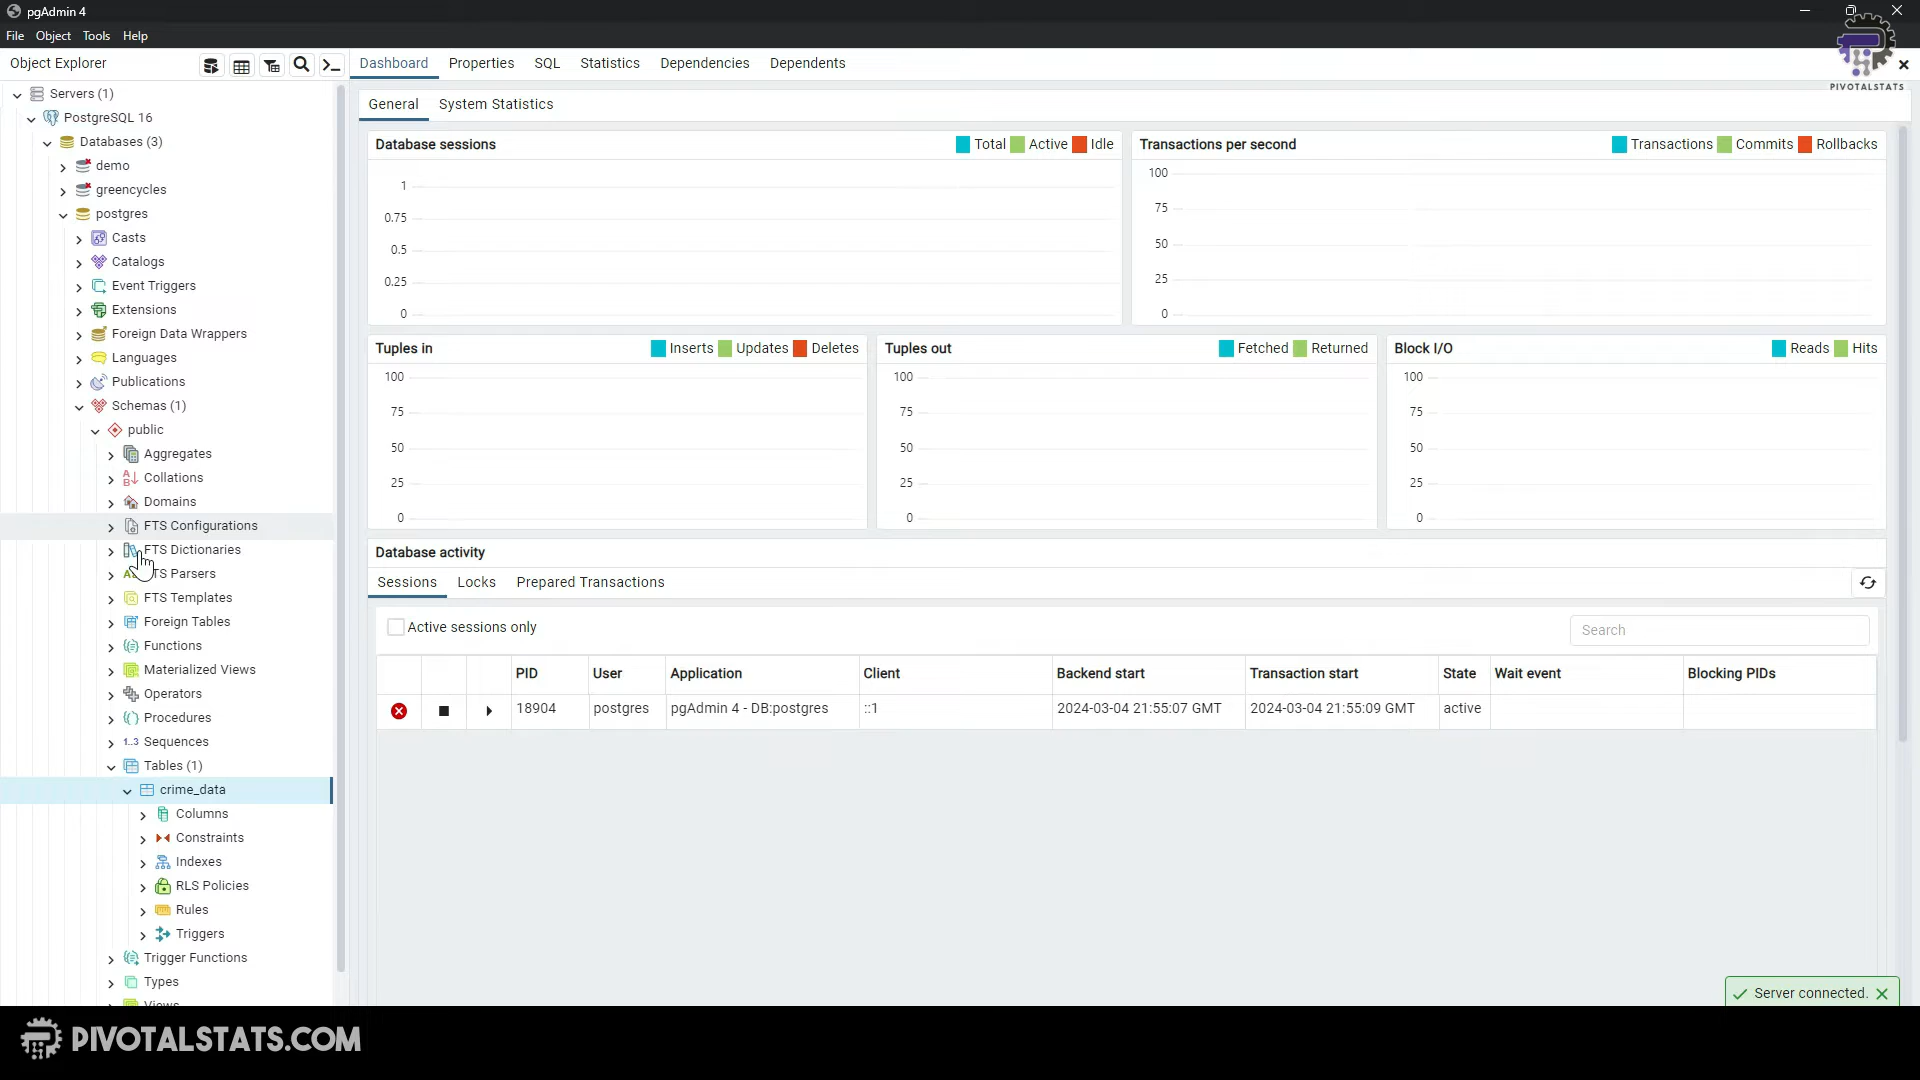 pgAdmin 4
File Object Tools Help
PIVOTALSTATS
Object Explorer
Dashboard Properties SQL Statistics Dependencies Dependents
General System Statistics
Servers (1)
PostgreSQL 16
Databases (3)
demo
greencycles
postgres
Casts
Catalogs
Event Triggers
Extensions
Foreign Data Wrappers
Languages
Publications
Schemas (1)
public
Aggregates
Collations
Domains
FTS Configurations
FTS Dictionaries
TS Parsers
FTS Templates
Foreign Tables
Functions
Materialized Views
Operators
Procedures
1..3 Sequences
Tables (1)
crime_data
Columns
Constraints
Indexes
RLS Policies
Rules
Triggers
Trigger Functions
Types
Views
Database sessions Total Active Idle
1
0.75
0.5
0.25
0
Transactions per second Transactions Commits Rollbacks
100
75
50
25
0
Tuples in Inserts Updates Deletes
100
75
50
25
0
Tuples out Fetched Returned
100
75
50
25
0
Block I/O Reads Hits
100
75
50
25
0
Database activity
Sessions Locks Prepared Transactions
Active sessions only Search
PID User Application Client Backend start Transaction start State Wait event Blocking PIDs
18904 postgres pgAdmin 4 - DB:postgres ::1 2024-03-04 21:55:07 GMT 2024-03-04 21:55:09 GMT active
Server connected.
PIVOTALSTATS.COM